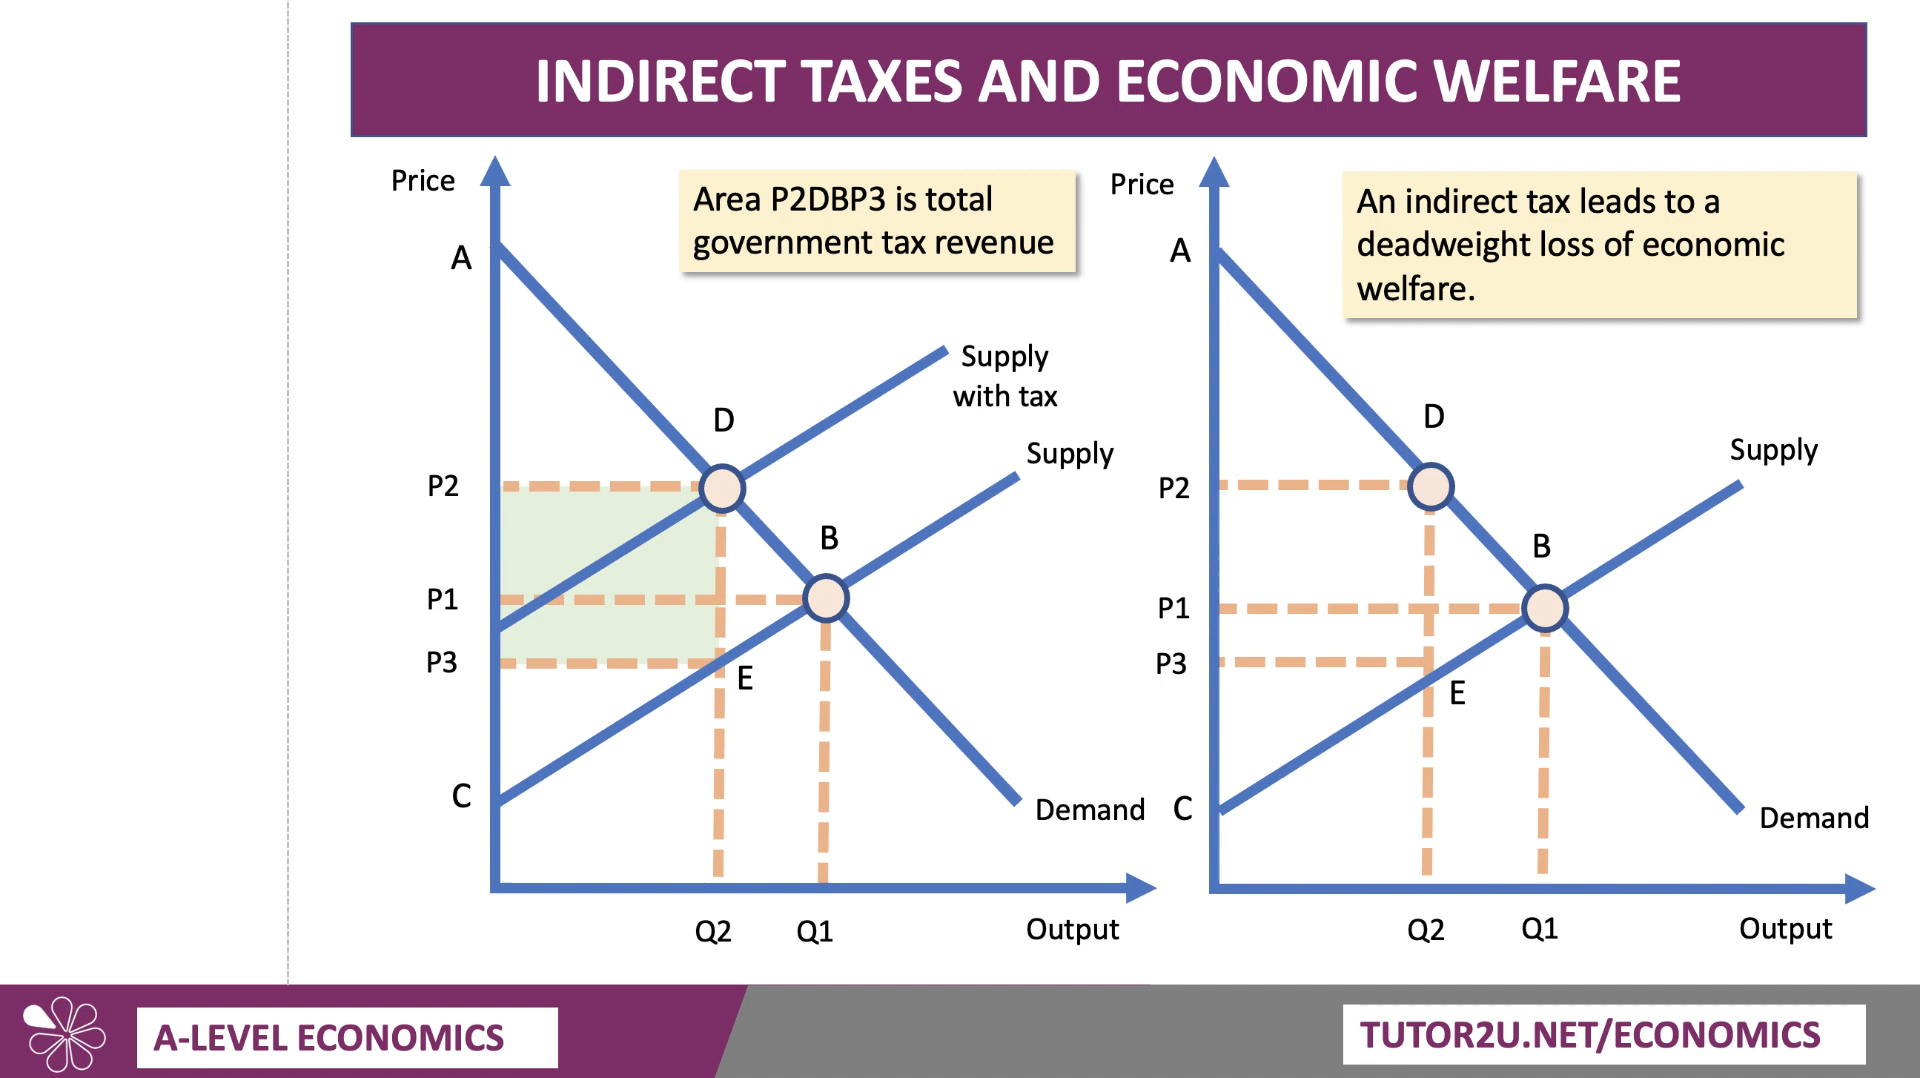 INDIRECT TAXES AND ECONOMIC WELFARE
Price
Area P2DBP3 is total
government tax revenue
A
Supply
with tax
D
Supply
P2
B
P1
P3
E
C
Demand
Q2
Q1
Output
Price
An indirect tax leads to a
deadweight loss of economic
welfare.
A
D
Supply
P2
B
P1
P3
E
C
Demand
Q2
Q1
Output
A-LEVEL ECONOMICS
TUTOR2U.NET/ECONOMICS